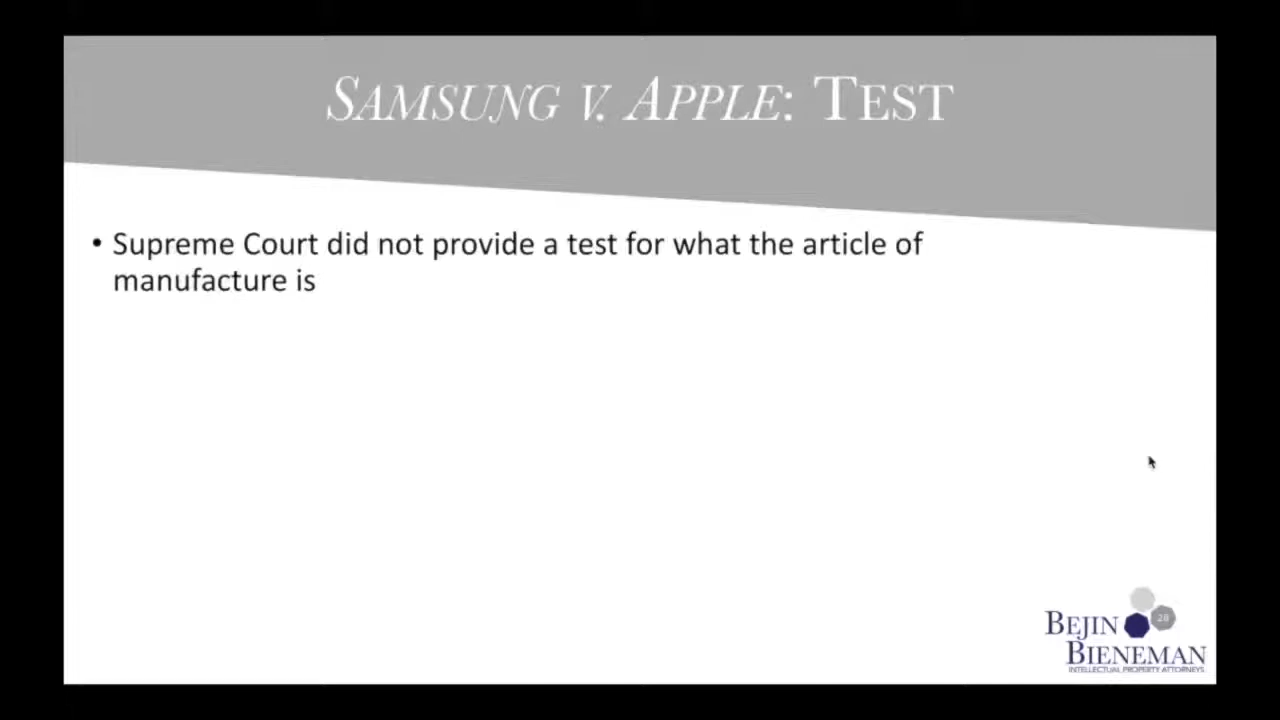 SAMSUNG V. APPLE: TEST
• Supreme Court did not provide a test for what the article of
manufacture is
28
BEJIN
BIENEMAN
INTELLECTUAL PROPERTY ATTORNEYS